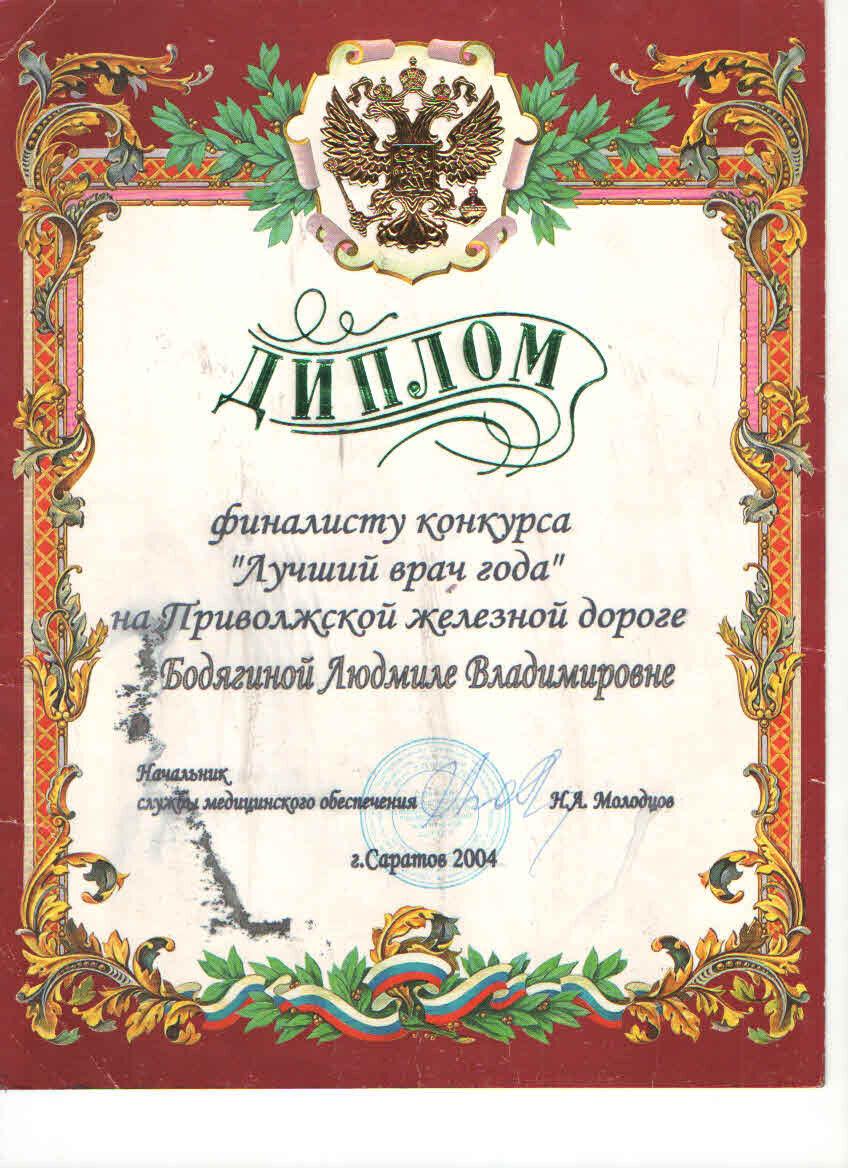 ДИПЛОМ
финалисту конкурса
"Лучший врач года"
на Приволжской железной дороге
Бодягиной Людмиле Владимировне
Начальник
службы медицинского обеспечения Н.А. Молодцов
г.Саратов 2004